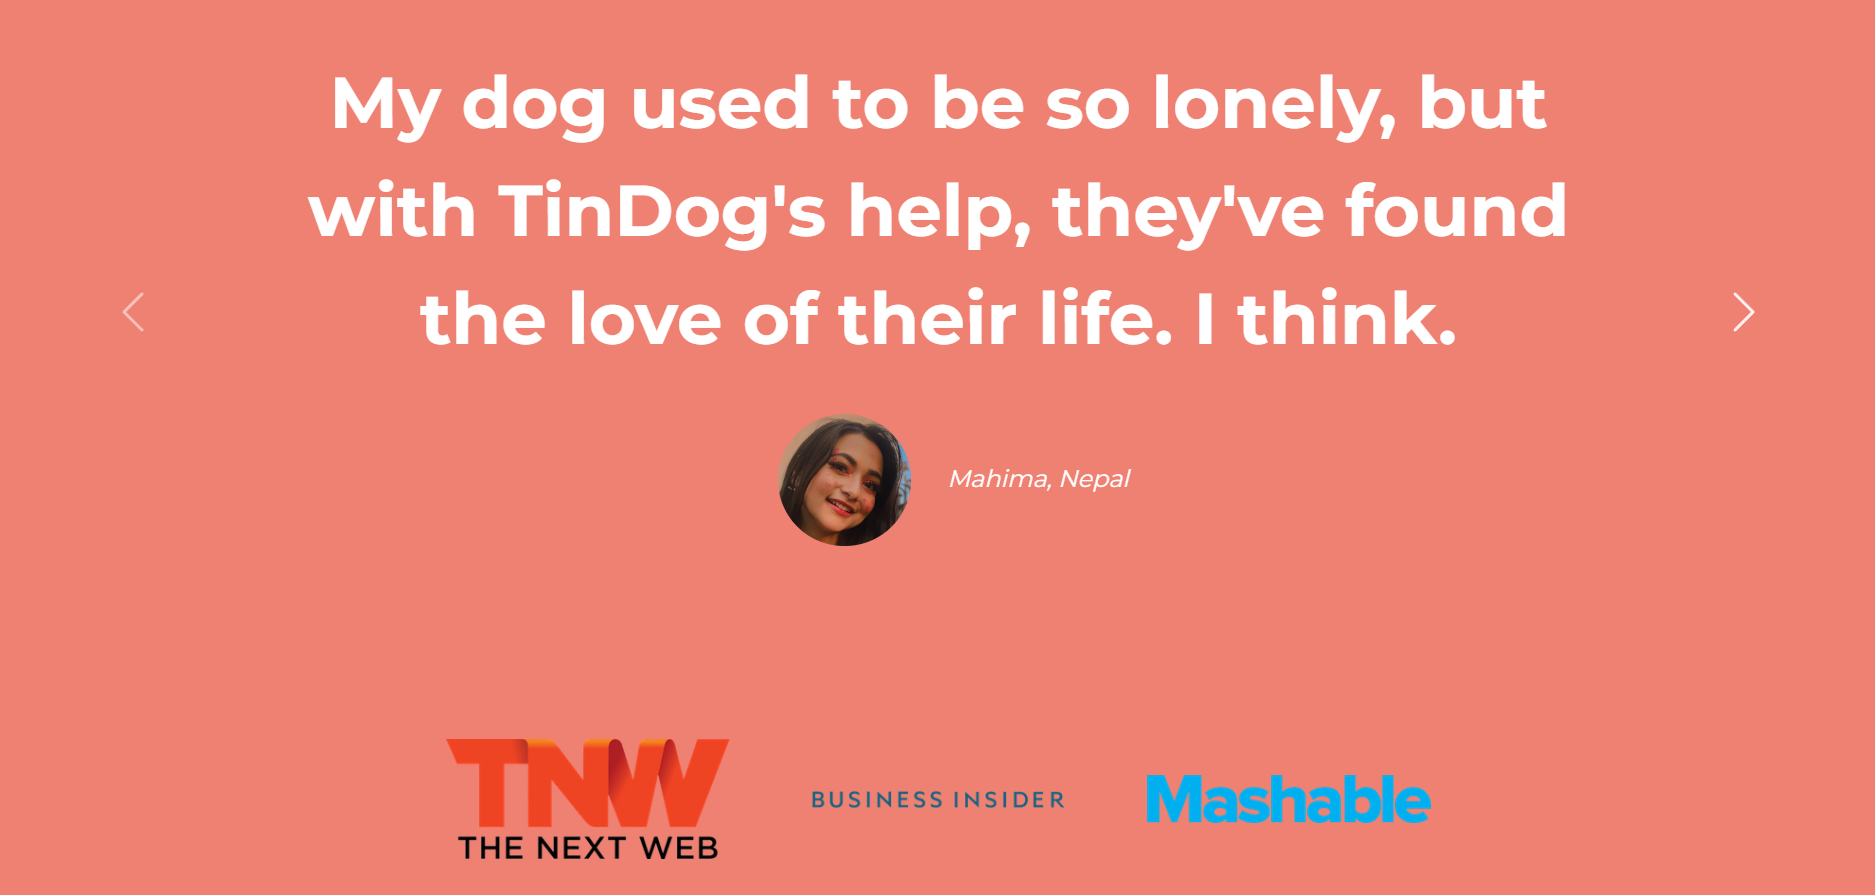 My dog used to be so lonely, but
with TinDog's help, they've found
the love of their life. I think.
Mahima, Nepal
TNW
THE NEXT WEB
BUSINESS INSIDER
Mashable